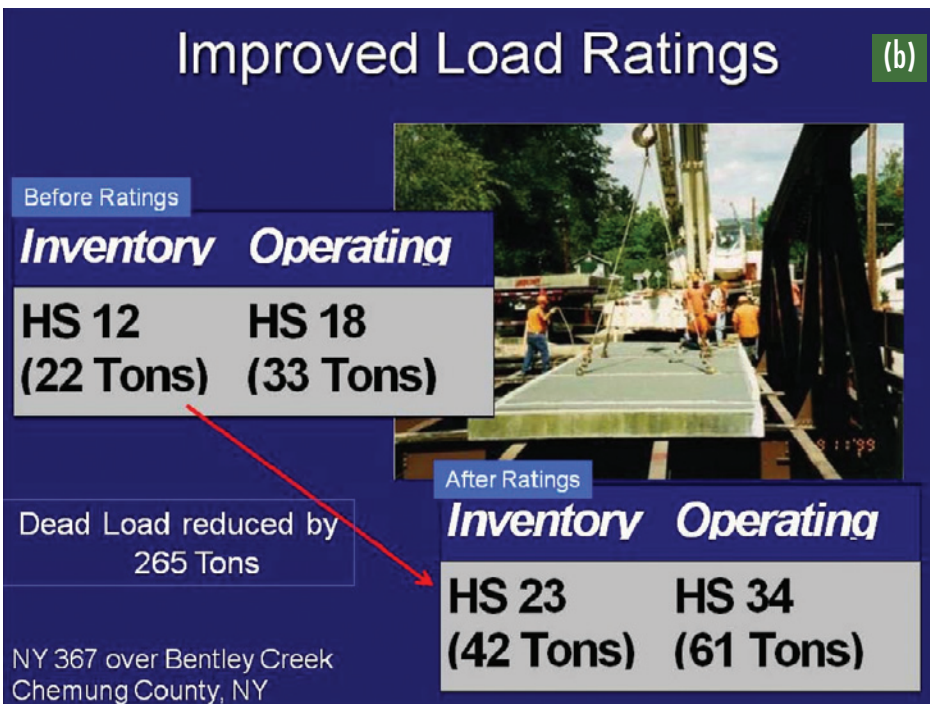 Improved Load Ratings
(b)
Before Ratings
Inventory Operating
HS 12 HS 18
(22 Tons) (33 Tons)
Dead Load reduced by
265 Tons
After Ratings
Inventory Operating
HS 23 HS 34
(42 Tons) (61 Tons)
NY 367 over Bentley Creek
Chemung County, NY